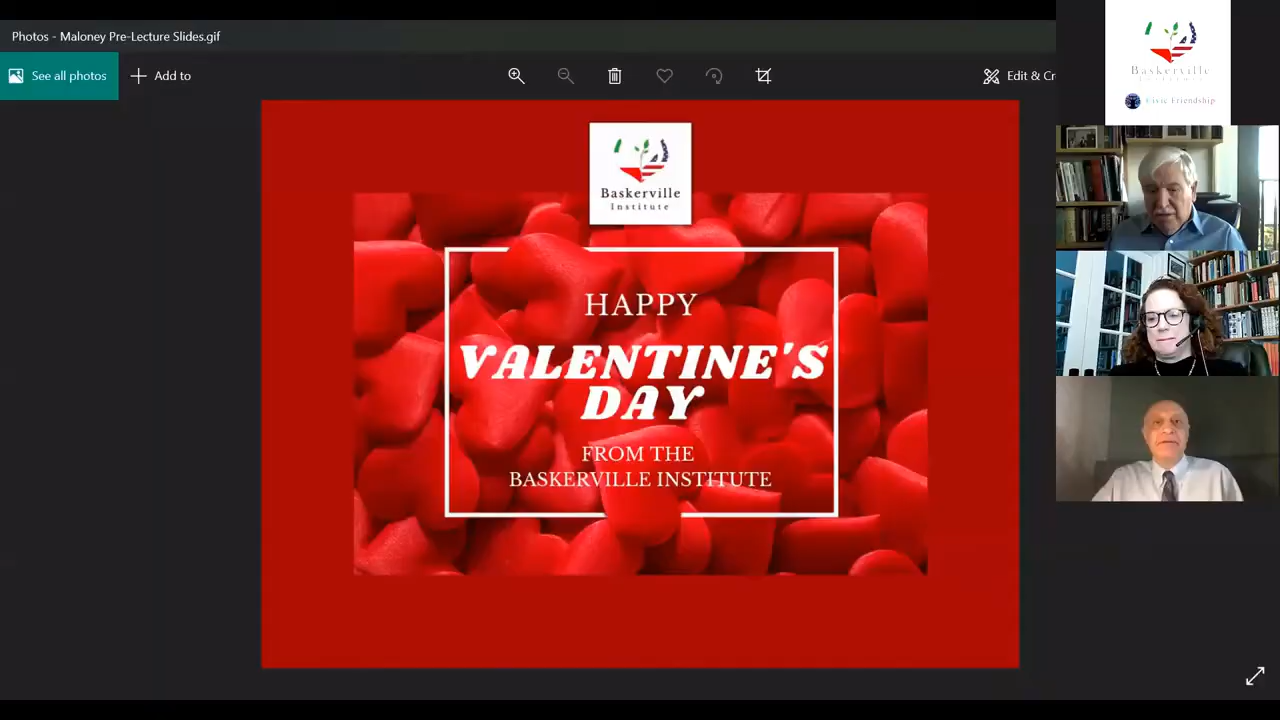 Photos - Maloney Pre-Lecture Slides.gif
See all photos
Add to
Edit & Cr
Baskerville
Civic Friendship
Baskerville
Institute
HAPPY
VALENTINE'S
DAY
FROM THE
BASKERVILLE INSTITUTE